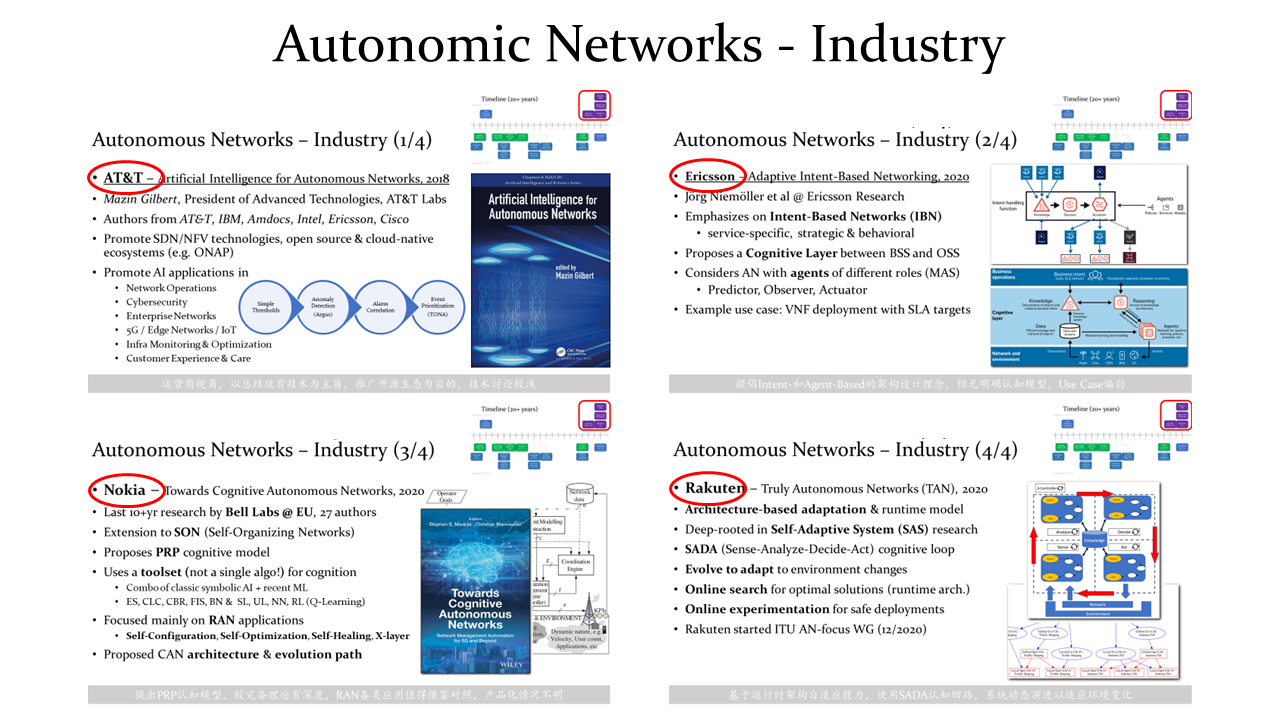 Autonomic Networks - Industry
Timeline (20+ years)
Autonomous Networks – Industry (1/4)
• AT&T – Artificial Intelligence for Autonomous Networks, 2018
• Mazin Gilbert, President of Advanced Technologies, AT&T Labs
• Authors from AT&T, IBM, Amdocs, Intel, Ericsson, Cisco
• Promote SDN/NFV technologies, open source & cloud-native
ecosystems (e.g. ONAP)
• Promote AI applications in
• Network Operations
• Cybersecurity
• Enterprise Networks
• 5G / Edge Networks / IoT
• Infra Monitoring & Optimization
• Customer Experience & Care
Simple
Thresholds
Anomaly
Detection
(Argus)
Alarm
Correlation
Event
Prioritization
(TONA)
Chapman & Hall/CRC
Artificial Intelligence and Robotics Series
Artificial Intelligence for
Autonomous Networks
edited by
Mazin Gilbert
CRC Press
运营商视角，以总结现有技术为主旨，推广开源生态为目的，技术讨论较浅
Timeline (20+ years)
Autonomous Networks – Industry (2/4)
• Ericsson – Adaptive Intent-Based Networking, 2020
• Jörg Niemöller et al @ Ericsson Research
• Emphasizes on Intent-Based Networks (IBN)
• service-specific, strategic & behavioral
• Proposes a Cognitive Layer between BSS and OSS
• Considers AN with agents of different roles (MAS)
• Predictor, Observer, Actuator
• Example use case: VNF deployment with SLA targets
Intent-handling
function
Knowledge
Decision
Actuation
Agents
Policies
Services
Models
Business
operations
Business intent
Cognitive
layer
Knowledge:
Reasoning:
Data
Agents:
Network and
environment
Observations
Actions
提倡Intent-和Agent-Based的架构设计理念，但无明确认知模型，Use Case偏弱
Timeline (20+ years)
Autonomous Networks – Industry (3/4)
• Nokia – Towards Cognitive Autonomous Networks, 2020
• Last 10+yr research by Bell Labs @ EU, 27 authors
• Extension to SON (Self-Organizing Networks)
• Proposes PRP cognitive model
• Uses a toolset (not a single algo!) for cognition
• Combo of classic symbolic AI + recent ML
• ES, CLC, CBR, FIS, BN & SL, UL, NN, RL (Q-Learning)
• Focused mainly on RAN applications
• Self-Configuration, Self-Optimization, Self-Healing, X-layer
• Proposed CAN architecture & evolution path
Operator
Goals
Network
data
Coordination
Engine
KPIs
& ENVIRONMENT
Dynamic nature, e.g.
Velocity, User count,
Applications, etc
Editors
Stephen S. Mwanje | Christian Mannweiler
Towards
Cognitive
Autonomous
Networks
Network Management Automation
for 5G and Beyond
WILEY
提出PRP认知模型，较完备理论有深度，RAN各类应用值得借鉴对照，产品化情况不明
Timeline (20+ years)
Autonomous Networks – Industry (4/4)
• Rakuten – Truly Autonomous Networks (TAN), 2020
• Architecture-based adaptation & runtime model
• Deep-rooted in Self-Adaptive System (SAS) research
• SADA (Sense-Analyze-Decide-Act) cognitive loop
• Evolve to adapt to environment changes
• Online search for optimal solutions (runtime arch.)
• Online experimentation for safe deployments
• Rakuten started ITU AN-focus WG (12/2020)
A Controller
Analyse
Decide
Knowledge
Sense
Act
Network
Environment
基于运行时架构自适应能力，使用SADA认知回路，系统动态演进以适应环境变化